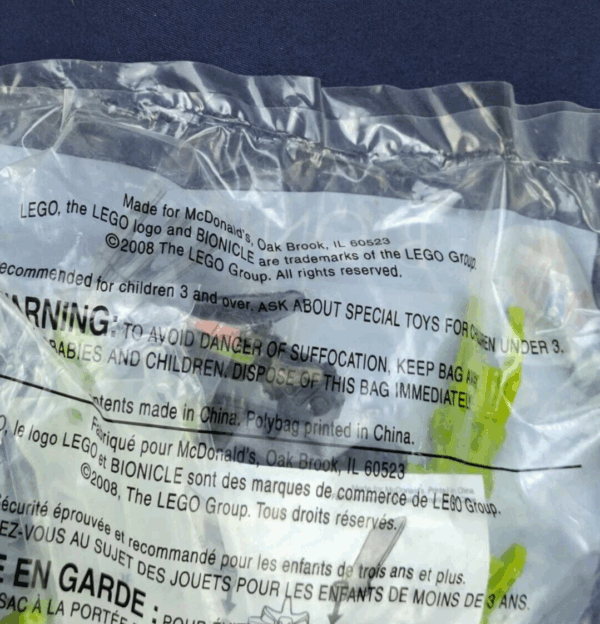 Made for McDonald's, Oak Brook, IL 60523
LEGO, the LEGO logo and BIONICLE are trademarks of the LEGO Group.
©2008 The LEGO Group. All rights reserved.
ecommended for children 3 and over. ASK ABOUT SPECIAL TOYS FOR UNDER 3.
ARNING: TO AVOID DANGER OF SUFFOCATION, KEEP BAG
BABIES AND CHILDREN. DISPOSE OF THIS BAG IMMEDIATEL
ntents made in China. Polybag printed in China.
Fabriqué pour McDonald's, Oak Brook, IL 60523
O, le logo LEGO et BIONICLE sont des marques de commerce de LEGO Group.
©2008, The LEGO Group. Tous droits réservés.
écurité éprouvée et recommandé pour les enfants de trois ans et plus.
EZ-VOUS AU SUJET DES JOUETS POUR LES ENFANTS DE MOINS DE 3 ANS.
E EN GARDE :
SAC À LA PORTÉE